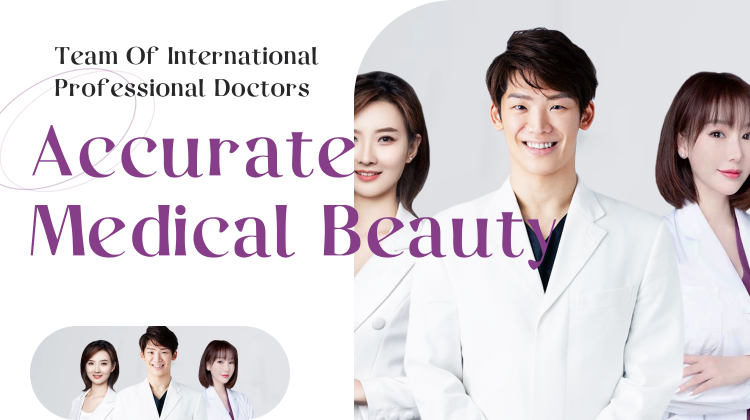 Team Of International
Professional Doctors
Accurate
Medical Beauty